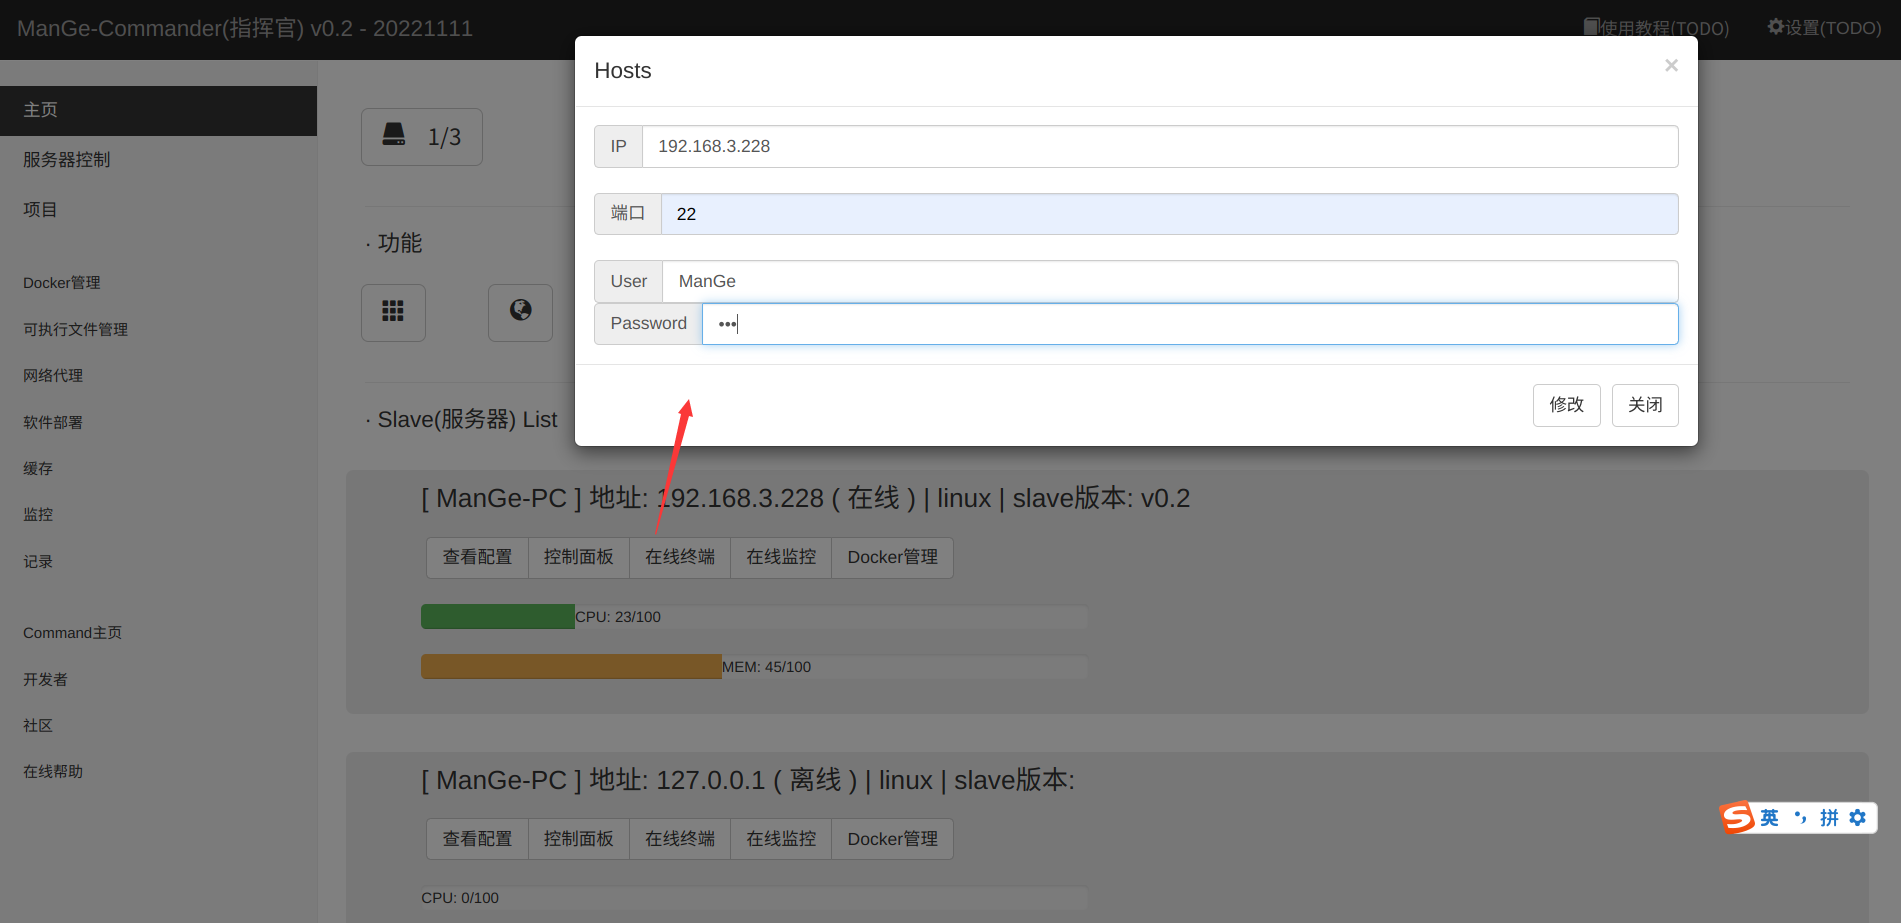 ManGe-Commander(指挥官) v0.2 - 20221111
使用教程(TODO)
设置(TODO)
主页
服务器控制
项目
Docker管理
可执行文件管理
网络代理
软件部署
缓存
监控
记录
Command主页
开发者
社区
在线帮助
1/3
· 功能
· Slave(服务器) List
Hosts
×
IP 192.168.3.228
端口 22
User ManGe
Password •••
修改 关闭
[ ManGe-PC ] 地址: 192.168.3.228 ( 在线 ) | linux | slave版本: v0.2
查看配置 控制面板 在线终端 在线监控 Docker管理
CPU: 23/100
MEM: 45/100
[ ManGe-PC ] 地址: 127.0.0.1 ( 离线 ) | linux | slave版本:
查看配置 控制面板 在线终端 在线监控 Docker管理
CPU: 0/100
英 拼